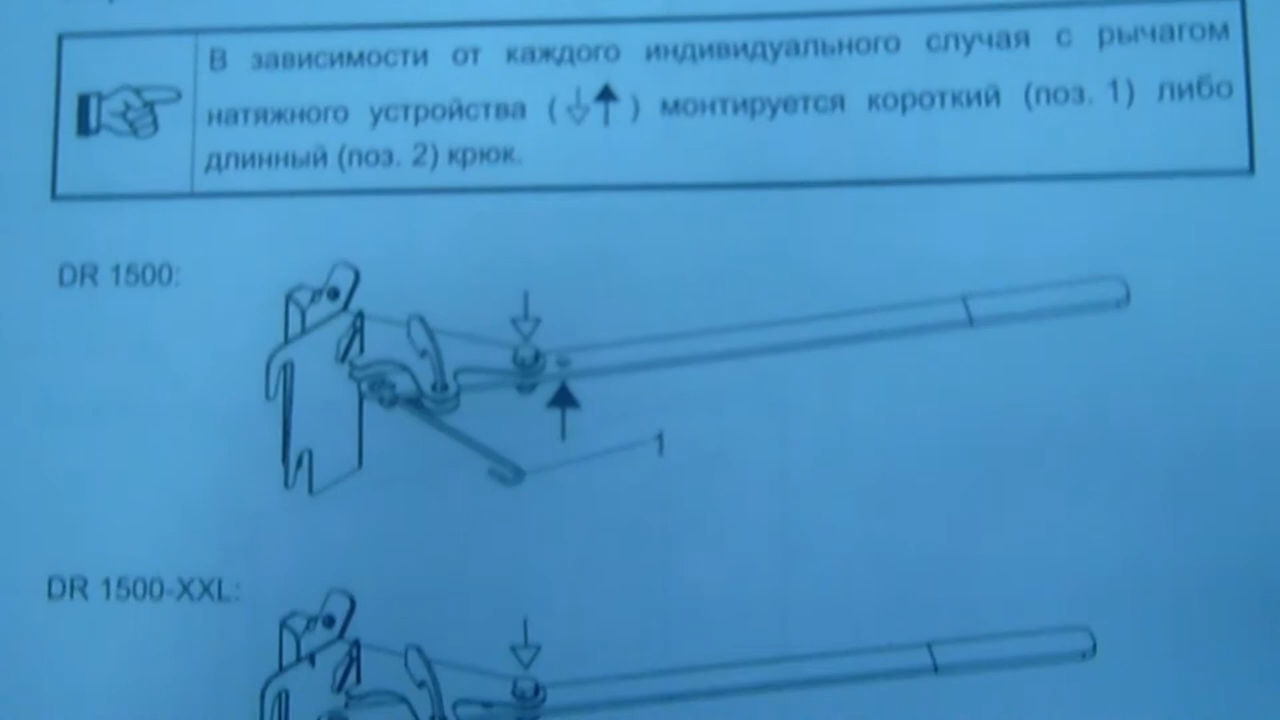 В зависимости от каждого индивидуального случая с рычагом
натяжного устройства ( ) монтируется короткий (поз. 1) либо
длинный (поз. 2) крюк.
DR 1500:
1
DR 1500-XXL: